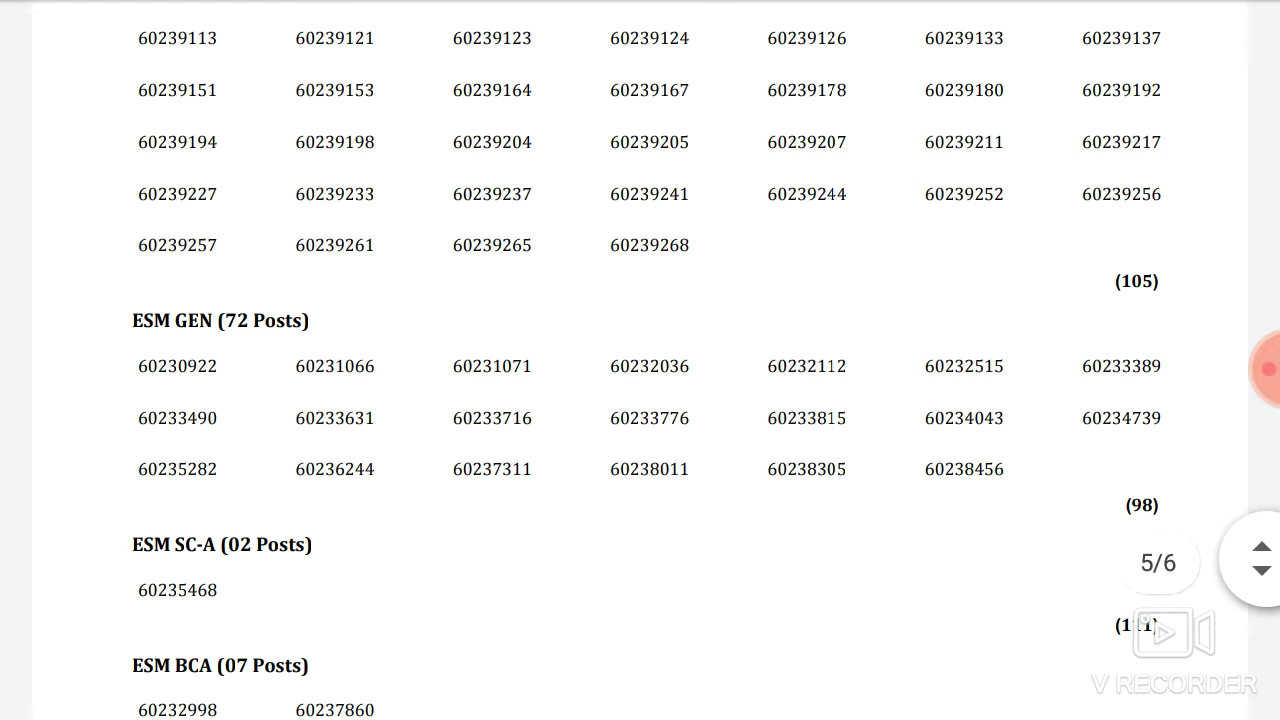 60239113 60239121 60239123 60239124 60239126 60239133 60239137
60239151 60239153 60239164 60239167 60239178 60239180 60239192
60239194 60239198 60239204 60239205 60239207 60239211 60239217
60239227 60239233 60239237 60239241 60239244 60239252 60239256
60239257 60239261 60239265 60239268
(105)
ESM GEN (72 Posts)
60230922 60231066 60231071 60232036 60232112 60232515 60233389
60233490 60233631 60233716 60233776 60233815 60234043 60234739
60235282 60236244 60237311 60238011 60238305 60238456
(98)
ESM SC-A (02 Posts)
5/6
60235468
(111)
ESM BCA (07 Posts)
V RECORDER
60232998 60237860